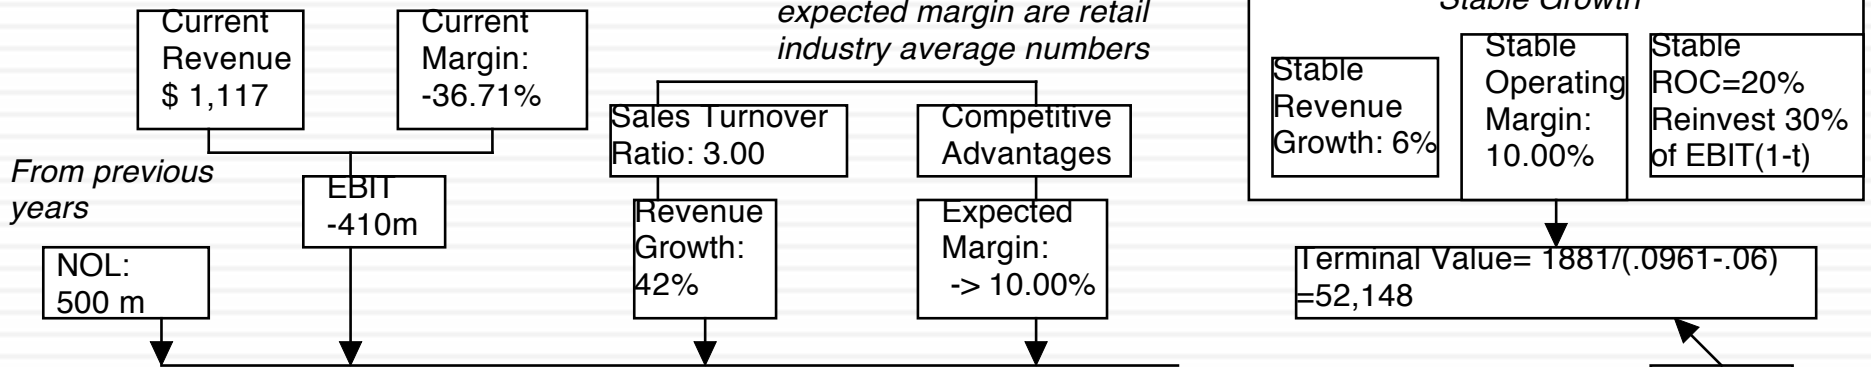 Current
Revenue
$ 1,117
Current
Margin:
-36.71%
expected margin are retail
industry average numbers
Stable Growth
Stable
Revenue
Growth: 6%
Stable
Operating
Margin:
10.00%
Stable
ROC=20%
Reinvest 30%
of EBIT(1-t)
Sales Turnover
Ratio: 3.00
Competitive
Advantages
From previous
years
EBIT
-410m
Revenue
Growth:
42%
Expected
Margin:
-> 10.00%
NOL:
500 m
Terminal Value= 1881/(.0961-.06)
=52,148